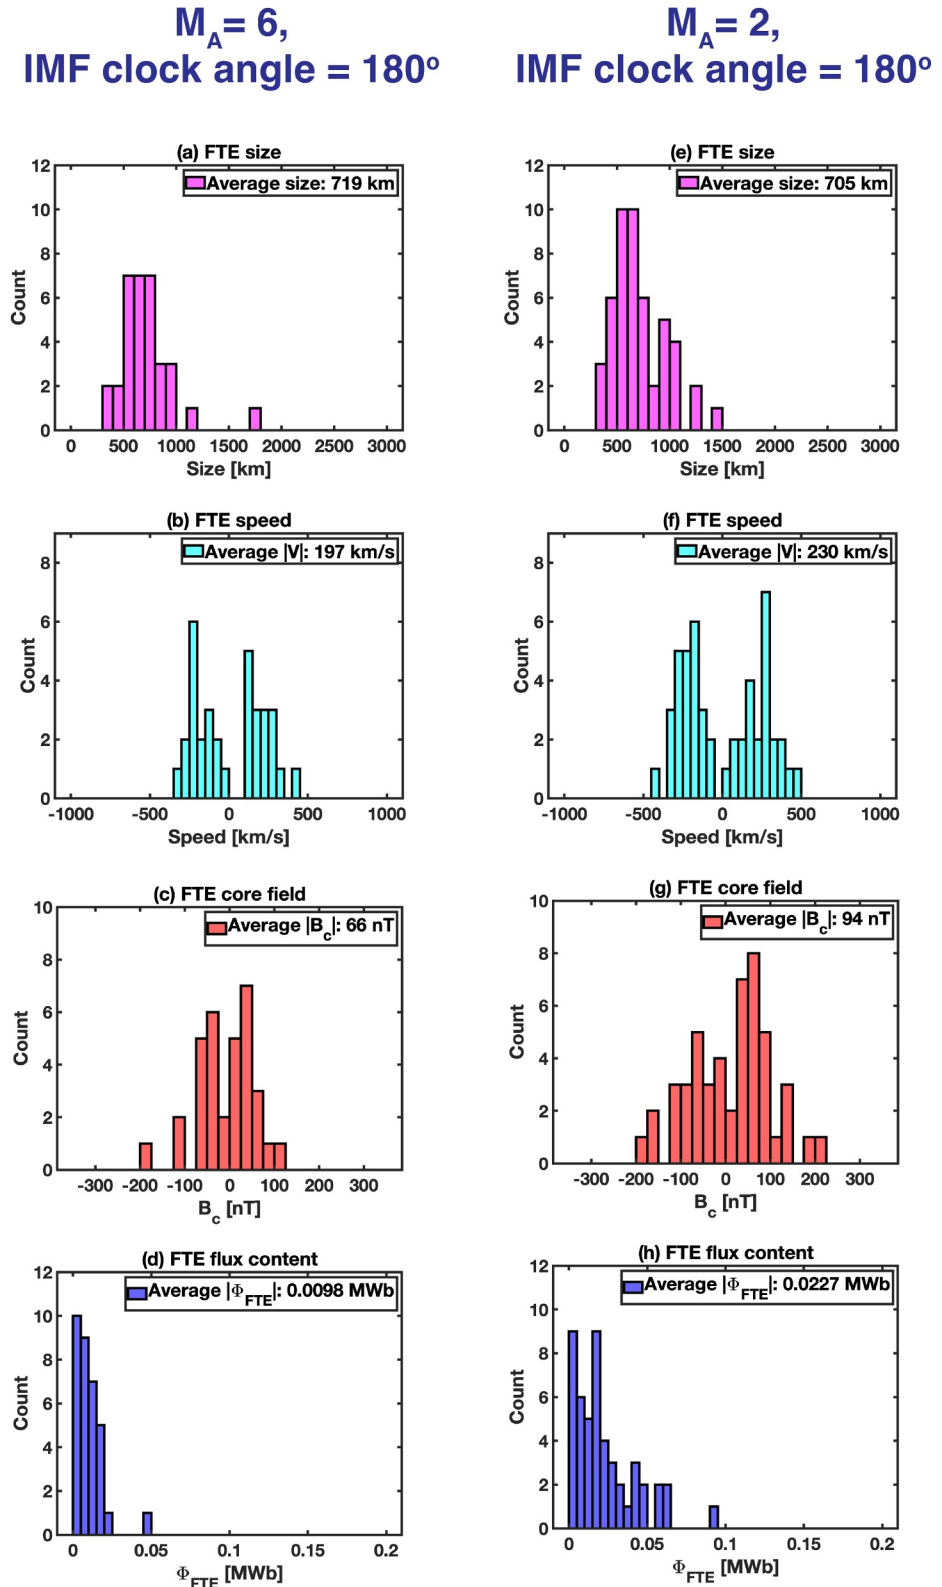 M_A= 6,
IMF clock angle = 180º
M_A= 2,
IMF clock angle = 180º
(a) FTE size
Average size: 719 km
12
10
8
6
4
2
0
Count
0 500 1000 1500 2000 2500 3000
Size [km]
(e) FTE size
Average size: 705 km
12
10
8
6
4
2
0
Count
0 500 1000 1500 2000 2500 3000
Size [km]
(b) FTE speed
Average |V|: 197 km/s
8
6
4
2
0
Count
-1000 -500 0 500 1000
Speed [km/s]
(f) FTE speed
Average |V|: 230 km/s
8
6
4
2
0
Count
-1000 -500 0 500 1000
Speed [km/s]
(c) FTE core field
Average |B_c|: 66 nT
10
8
6
4
2
0
Count
-300 -200 -100 0 100 200 300
B_c [nT]
(g) FTE core field
Average |B_c|: 94 nT
10
8
6
4
2
0
Count
-300 -200 -100 0 100 200 300
B_c [nT]
(d) FTE flux content
Average |Φ_FTE|: 0.0098 MWb
12
10
8
6
4
2
0
Count
0 0.05 0.1 0.15 0.2
Φ_FTE [MWb]
(h) FTE flux content
Average |Φ_FTE|: 0.0227 MWb
12
10
8
6
4
2
0
Count
0 0.05 0.1 0.15 0.2
Φ_FTE [MWb]